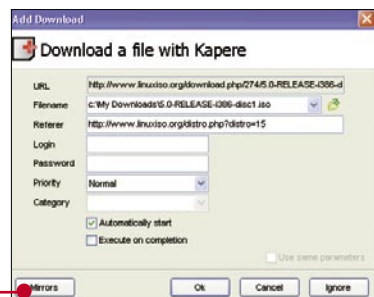 Add Download
Download a file with Kapere
URL http://www.linuxiso.org/download.php/274/5.0-RELEASE-i386-d
Filename c:\My Downloads\5.0-RELEASE-i386-disc1.iso
Referer http://www.linuxiso.org/distro.php?distro=15
Login
Password
Priority Normal
Category
Automatically start
Execute on completion
Use same parameters
Mirrors Ok Cancel Ignore